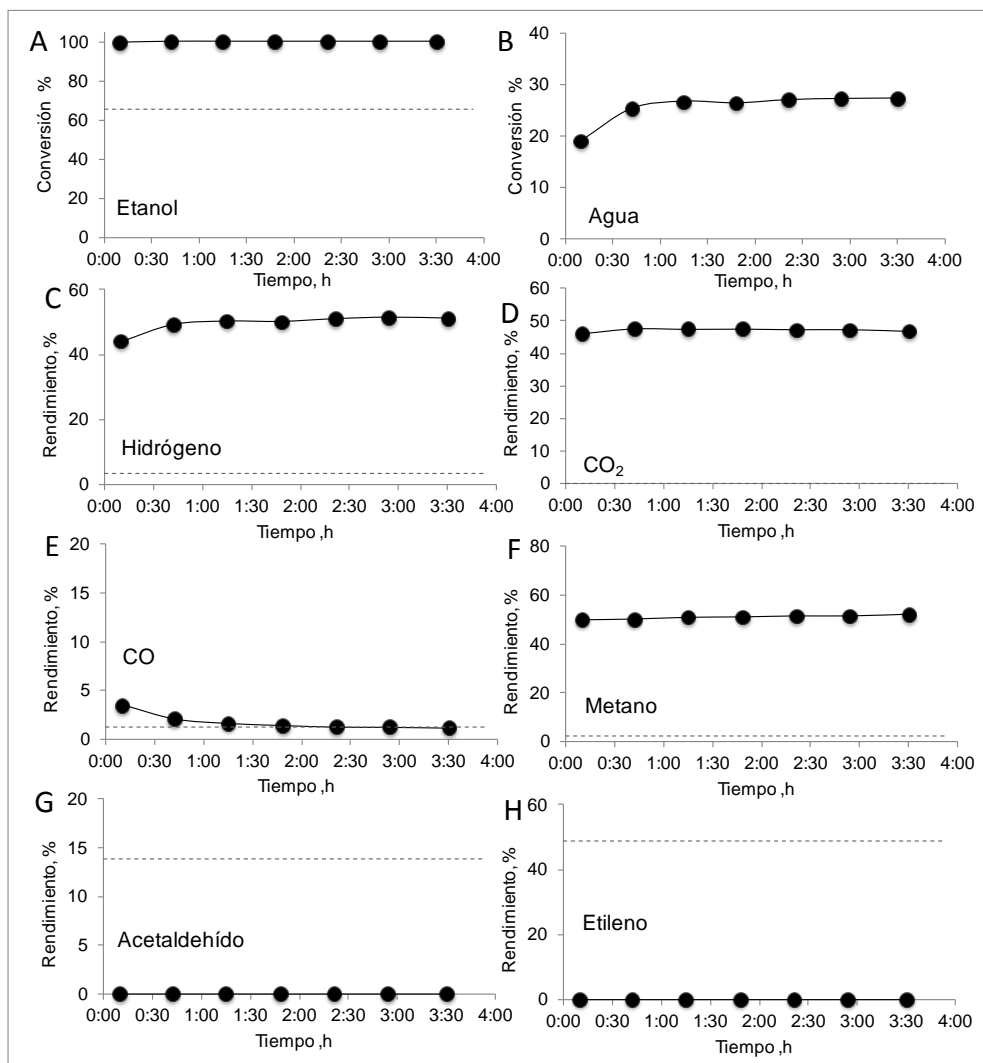 A
100
80
60
40
20
0
Conversión %
Etanol
0:00 0:30 1:00 1:30 2:00 2:30 3:00 3:30 4:00
Tiempo, h
B
40
30
20
10
0
Conversión %
Agua
0:00 0:30 1:00 1:30 2:00 2:30 3:00 3:30 4:00
Tiempo, h
C
60
40
20
0
Rendimiento, %
Hidrógeno
0:00 0:30 1:00 1:30 2:00 2:30 3:00 3:30 4:00
Tiempo ,h
D
60
50
40
30
20
10
0
Rendimiento, %
CO₂
0:00 0:30 1:00 1:30 2:00 2:30 3:00 3:30 4:00
Tiempo ,h
E
20
15
10
5
0
Rendimiento, %
CO
0:00 0:30 1:00 1:30 2:00 2:30 3:00 3:30 4:00
Tiempo ,h
F
80
60
40
20
0
Rendimiento, %
Metano
0:00 0:30 1:00 1:30 2:00 2:30 3:00 3:30 4:00
Tiempo ,h
G
20
15
10
5
0
Rendimiento, %
Acetaldehído
0:00 0:30 1:00 1:30 2:00 2:30 3:00 3:30 4:00
Tiempo ,h
H
60
40
20
0
Rendimiento, %
Etileno
0:00 0:30 1:00 1:30 2:00 2:30 3:00 3:30 4:00
Tiempo ,h